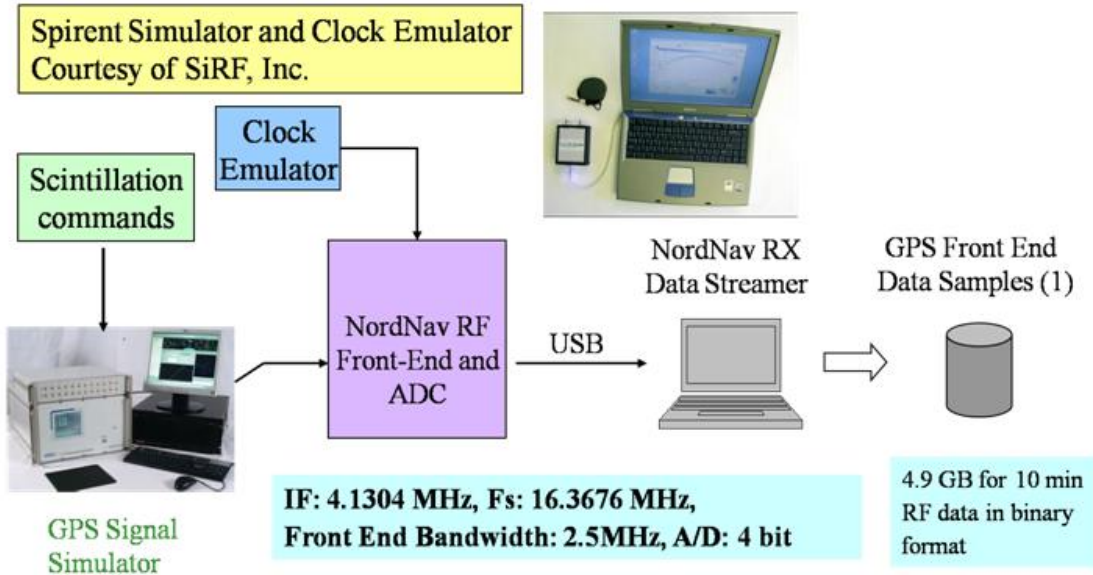 Spirent Simulator and Clock Emulator
Courtesy of SiRF, Inc.
Clock
Emulator
Scintillation
commands
NordNav RX
Data Streamer
GPS Front End
Data Samples (1)
NordNav RF
Front-End and
ADC
USB
IF: 4.1304 MHz, Fs: 16.3676 MHz,
Front End Bandwidth: 2.5MHz, A/D: 4 bit
4.9 GB for 10 min
RF data in binary
format
GPS Signal
Simulator